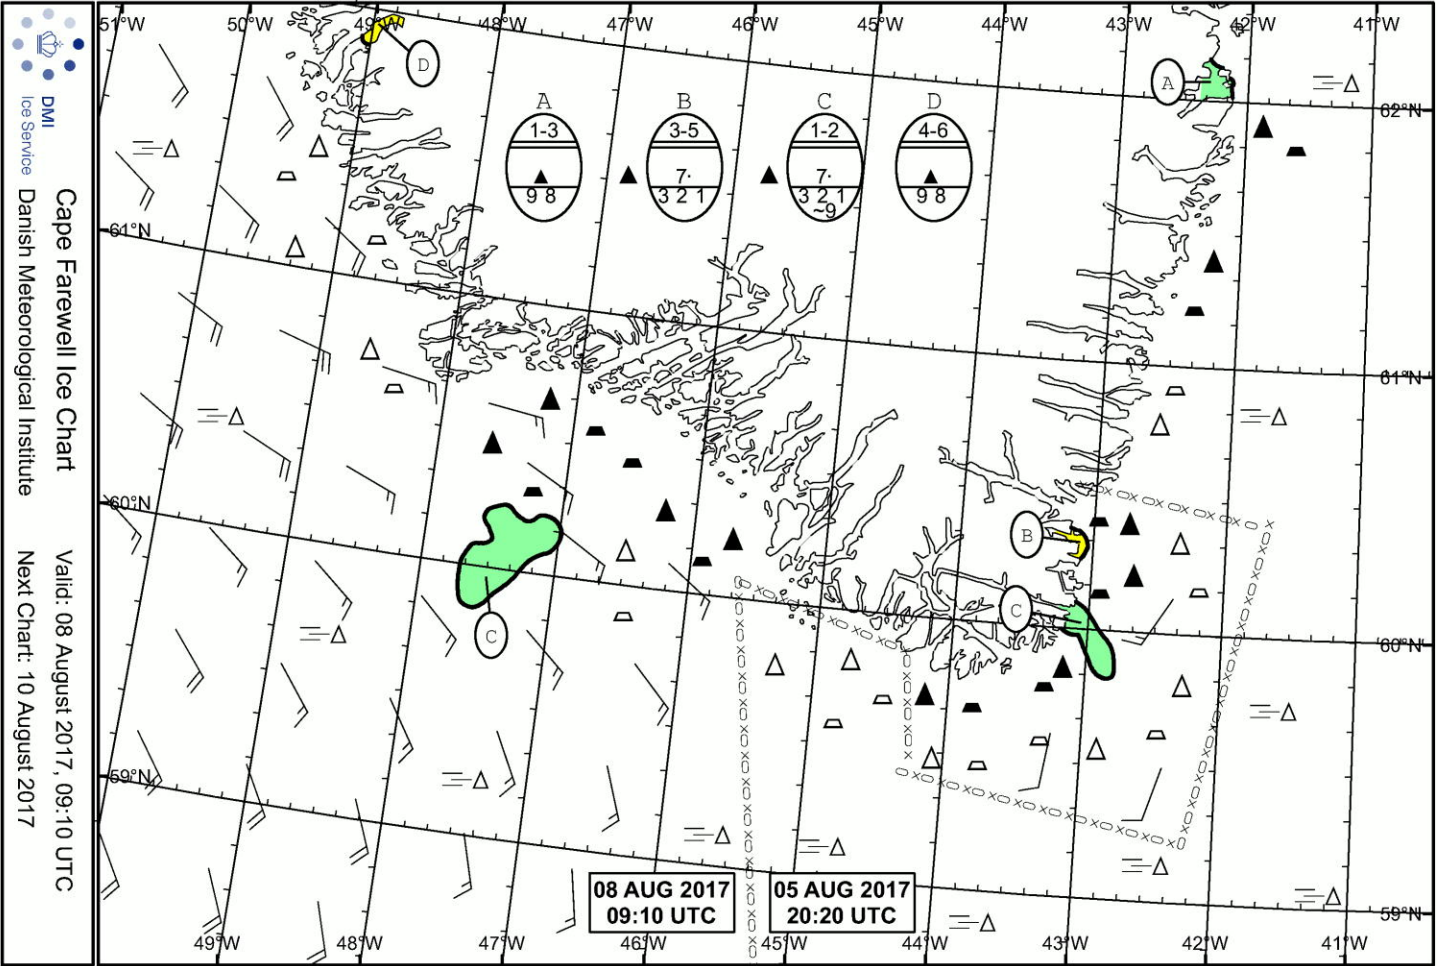 DMI
Ice Service
Cape Farewell Ice Chart
Danish Meteorological Institute
Valid: 08 August 2017, 09:10 UTC
Next Chart: 10 August 2017
51°W 50°W 49°W 48°W 47°W 46°W 45°W 44°W 43°W 42°W 41°W
D
A
62°N
A B C D
1-3 3-5 1-2 4-6
7· 7·
9 8 3 2 1 3 2 1 9 8
~9
61°N
61°N
60°N
B
C
C
60°N
59°N
08 AUG 2017
09:10 UTC
05 AUG 2017
20:20 UTC
59°N
49°W 48°W 47°W 46°W 45°W 44°W 43°W 42°W 41°W